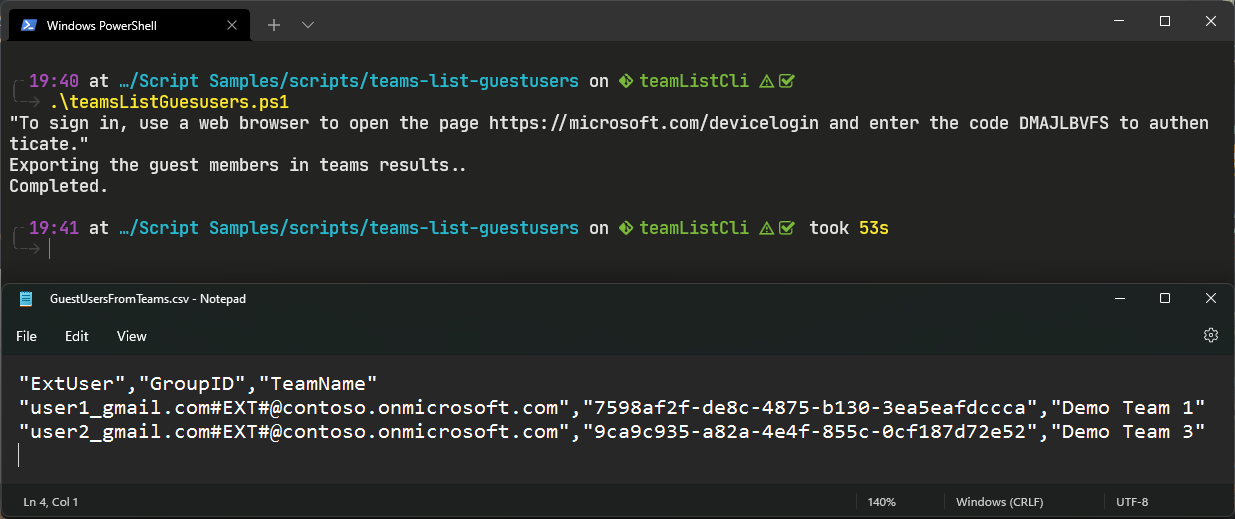 Windows PowerShell
19:40 at …/Script Samples/scripts/teams-list-guestusers on teamListCli
.\teamsListGuesusers.ps1
"To sign in, use a web browser to open the page https://microsoft.com/devicelogin and enter the code DMAJLBVFS to authen
ticate."
Exporting the guest members in teams results..
Completed.
19:41 at …/Script Samples/scripts/teams-list-guestusers on teamListCli took 53s
GuestUsersFromTeams.csv - Notepad
File Edit View
"ExtUser","GroupID","TeamName"
"user1_gmail.com#EXT#@contoso.onmicrosoft.com","7598af2f-de8c-4875-b130-3ea5eafdccca","Demo Team 1"
"user2_gmail.com#EXT#@contoso.onmicrosoft.com","9ca9c935-a82a-4e4f-855c-0cf187d72e52","Demo Team 3"
Ln 4, Col 1 140% Windows (CRLF) UTF-8